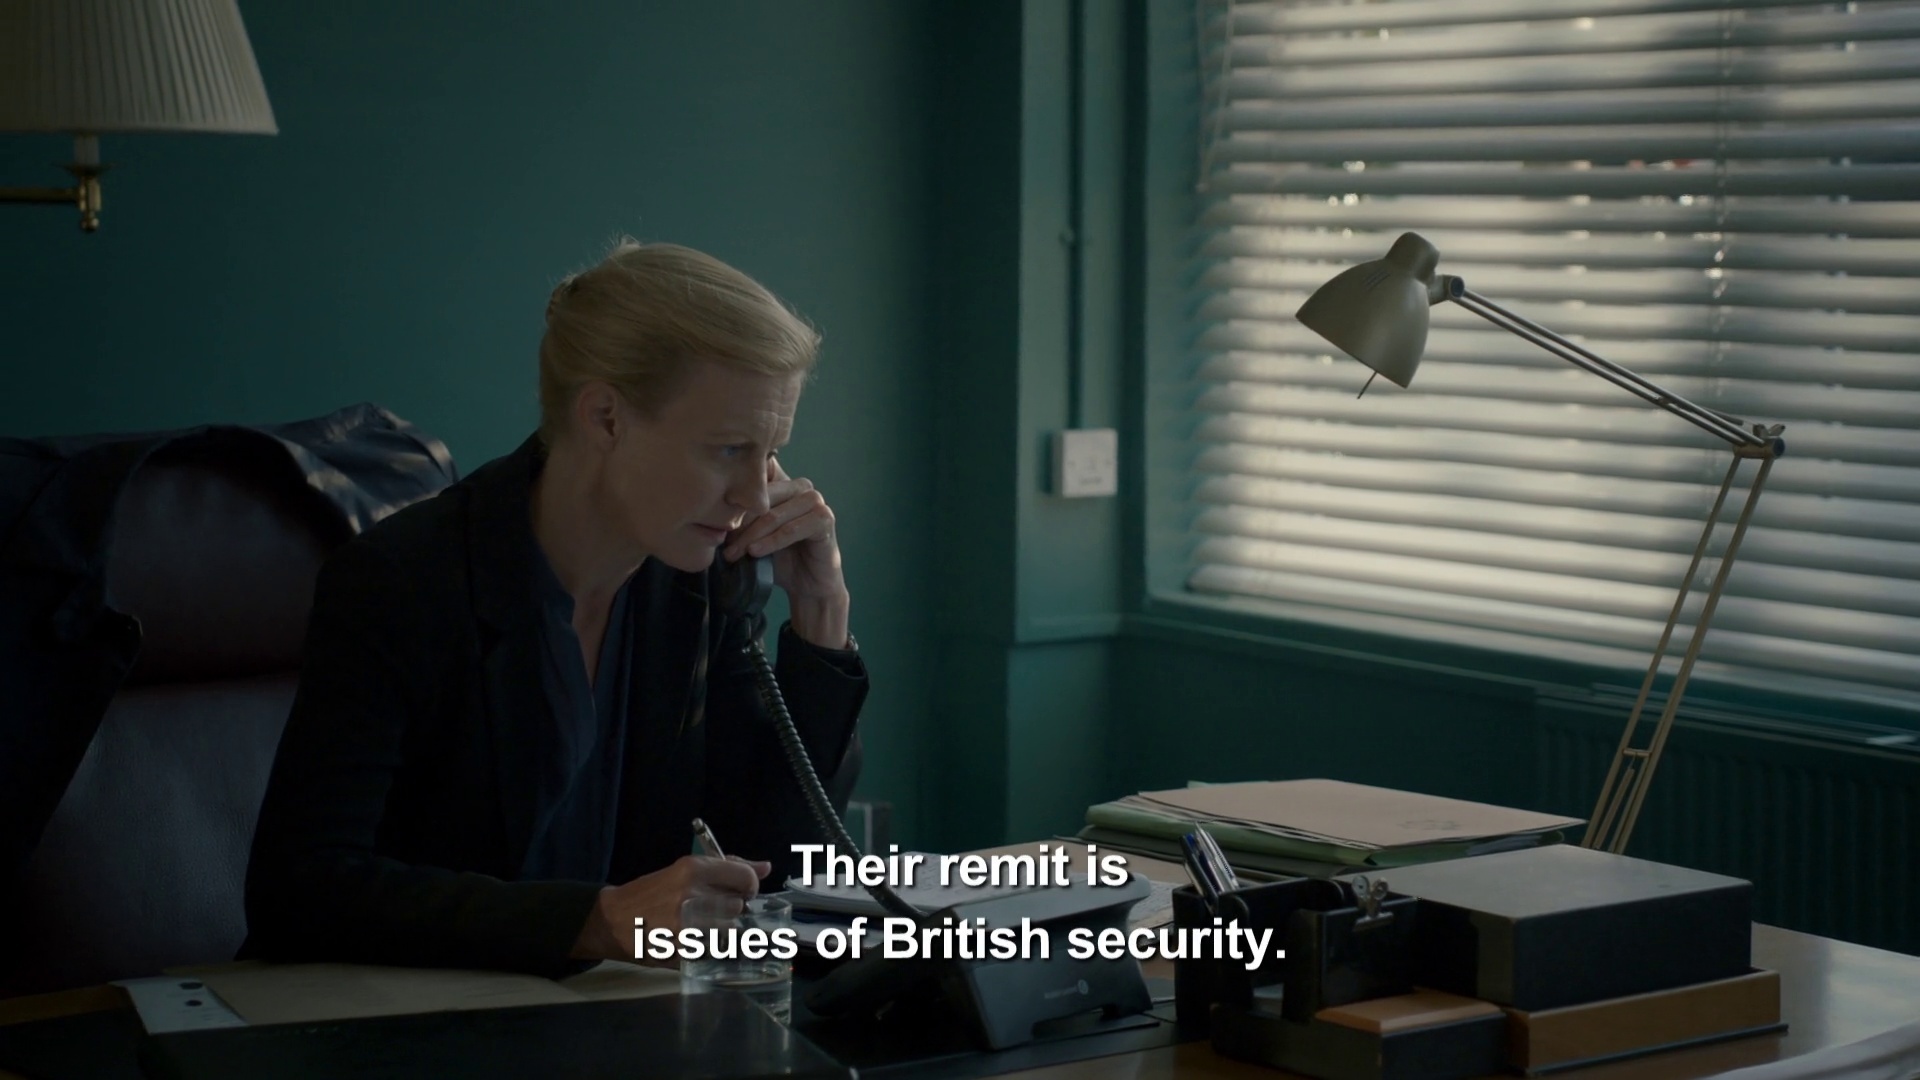 Their remit is
issues of British security.